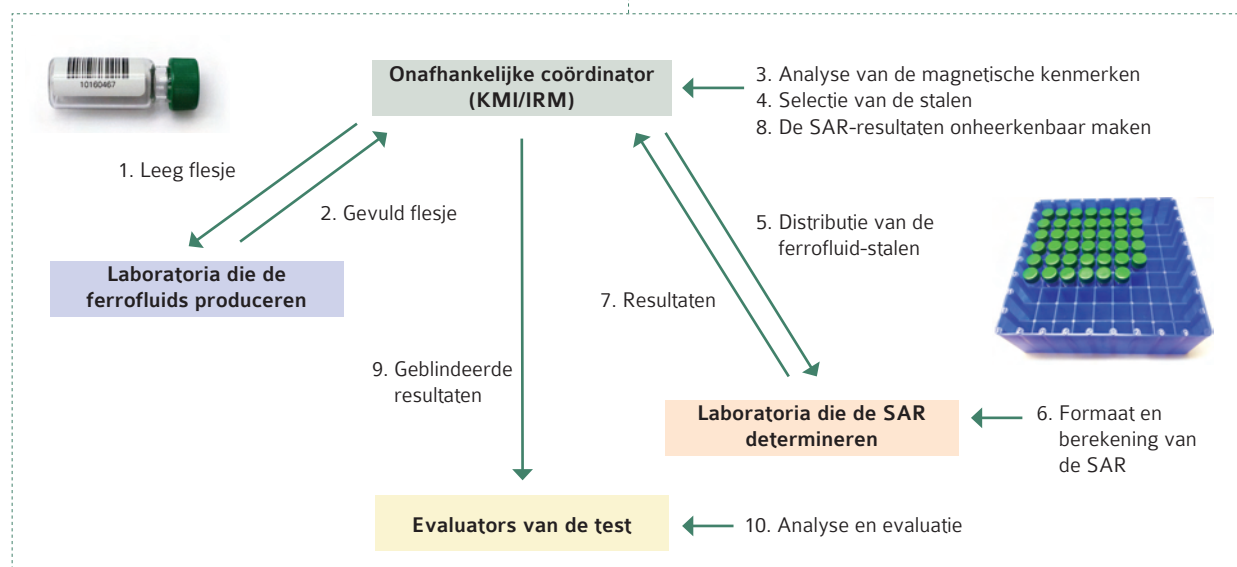 10160467
Onafhankelijke coördinator
(KMI/IRM)
3. Analyse van de magnetische kenmerken
4. Selectie van de stalen
8. De SAR-resultaten onheerkenbaar maken
1. Leeg flesje
2. Gevuld flesje
5. Distributie van de
ferrofluid-stalen
Laboratoria die de
ferrofluids produceren
7. Resultaten
9. Geblindeerde
resultaten
Laboratoria die de SAR
determineren
6. Formaat en
berekening van
de SAR
Evaluators van de test
10. Analyse en evaluatie